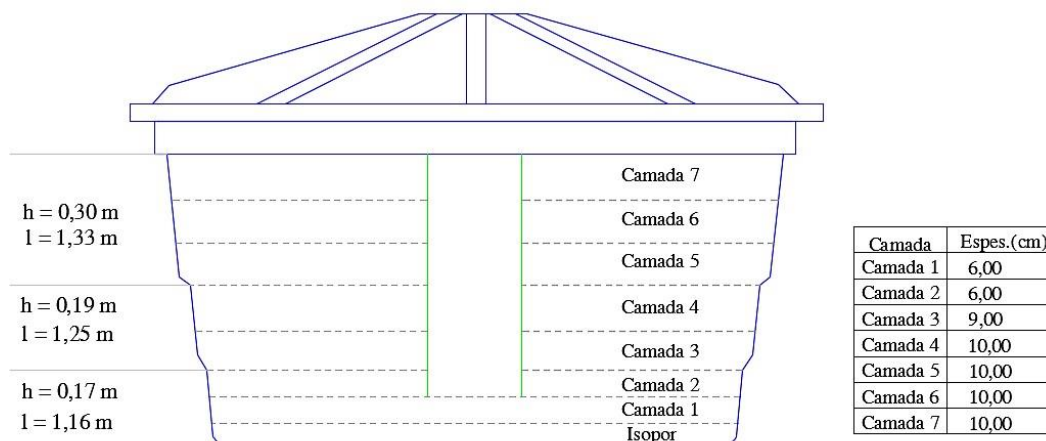 Camada 7
Camada 6
Camada 5
Camada 4
Camada 3
Camada 2
Camada 1
Isopor
h = 0,30 m
l = 1,33 m
h = 0,19 m
l = 1,25 m
h = 0,17 m
l = 1,16 m
Camada Espes.(cm)
Camada 1 6,00
Camada 2 6,00
Camada 3 9,00
Camada 4 10,00
Camada 5 10,00
Camada 6 10,00
Camada 7 10,00